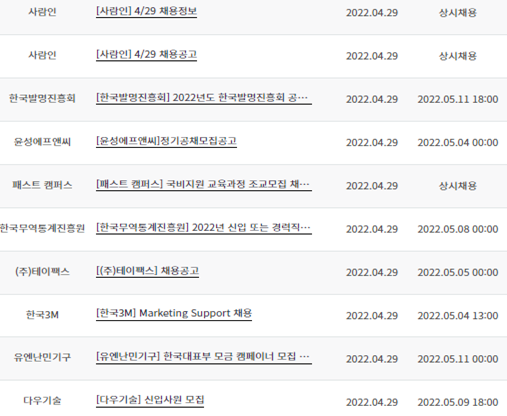 사람인 [사람인] 4/29 채용정보 2022.04.29 상시채용
사람인 [사람인] 4/29 채용공고 2022.04.29 상시채용
한국발명진흥회 [한국발명진흥회] 2022년도 한국발명진흥회 공… 2022.04.29 2022.05.11 18:00
윤성에프앤씨 [윤성에프앤씨]정기공채모집공고 2022.04.29 2022.05.04 00:00
패스트 캠퍼스 [패스트 캠퍼스] 국비지원 교육과정 조교모집 채… 2022.04.29 상시채용
한국무역통계진흥원 [한국무역통계진흥원] 2022년 신입 또는 경력직… 2022.04.29 2022.05.08 00:00
(주)테이팩스 [(주)테이팩스] 채용공고 2022.04.29 2022.05.05 00:00
한국3M [한국3M] Marketing Support 채용 2022.04.29 2022.05.04 13:00
유엔난민기구 [유엔난민기구] 한국대표부 모금 캠페이너 모집 … 2022.04.29 2022.05.11 00:00
다우기술 [다우기술] 신입사원 모집 2022.04.29 2022.05.09 18:00